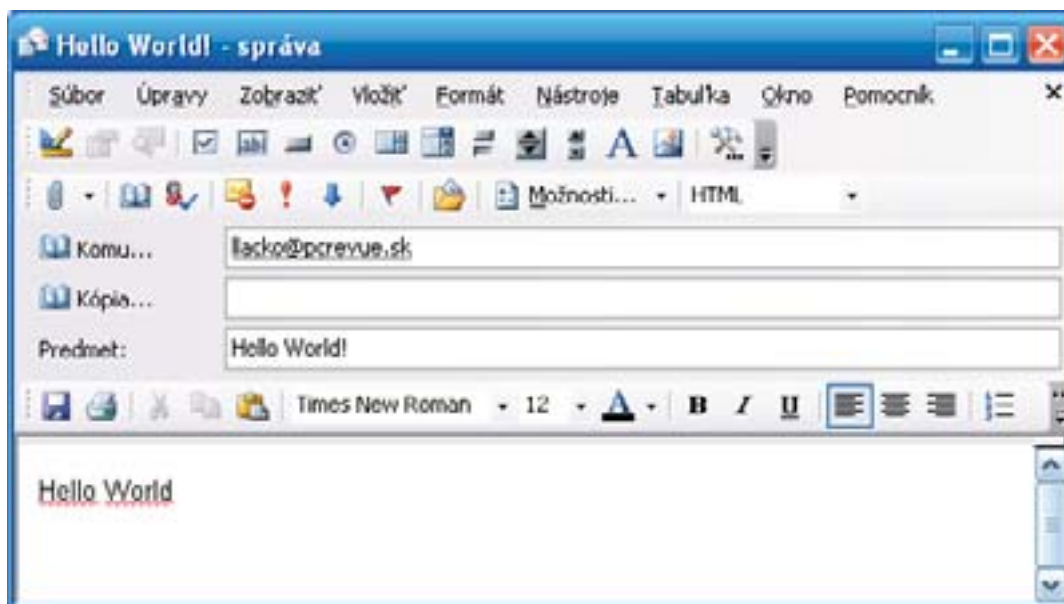 Hello World! - správa
Súbor Úpravy Zobraziť Vložiť Formát Nástroje Tabuľka Okno Pomocník
Možnosti... HTML
Komu... llacko@pcrevue.sk
Kópia...
Predmet: Hello World!
Times New Roman 12 A B I U
Hello World